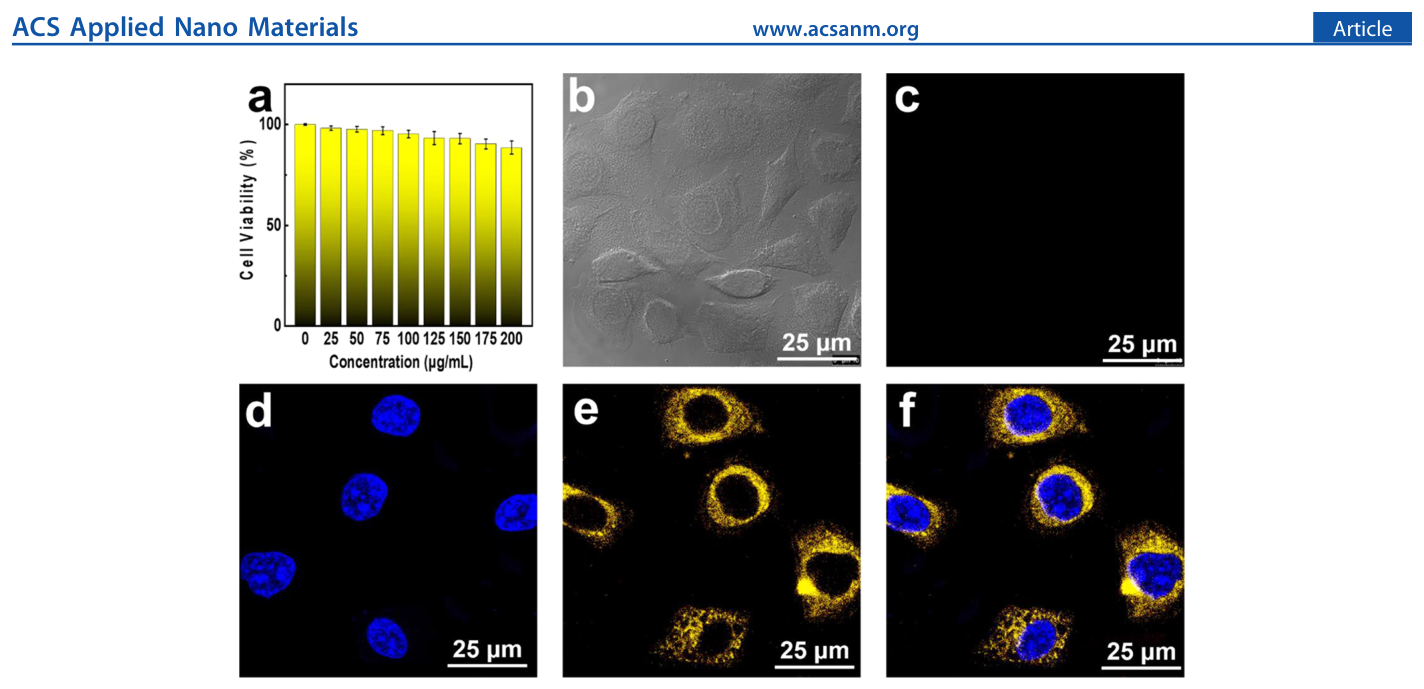 ACS Applied Nano Materials www.acsanm.org Article
a
100
50
0
Cell Viability (%)
0 25 50 75 100 125 150 175 200
Concentration (µg/mL)
b
25 µm
c
25 µm
d
25 µm
e
25 µm
f
25 µm